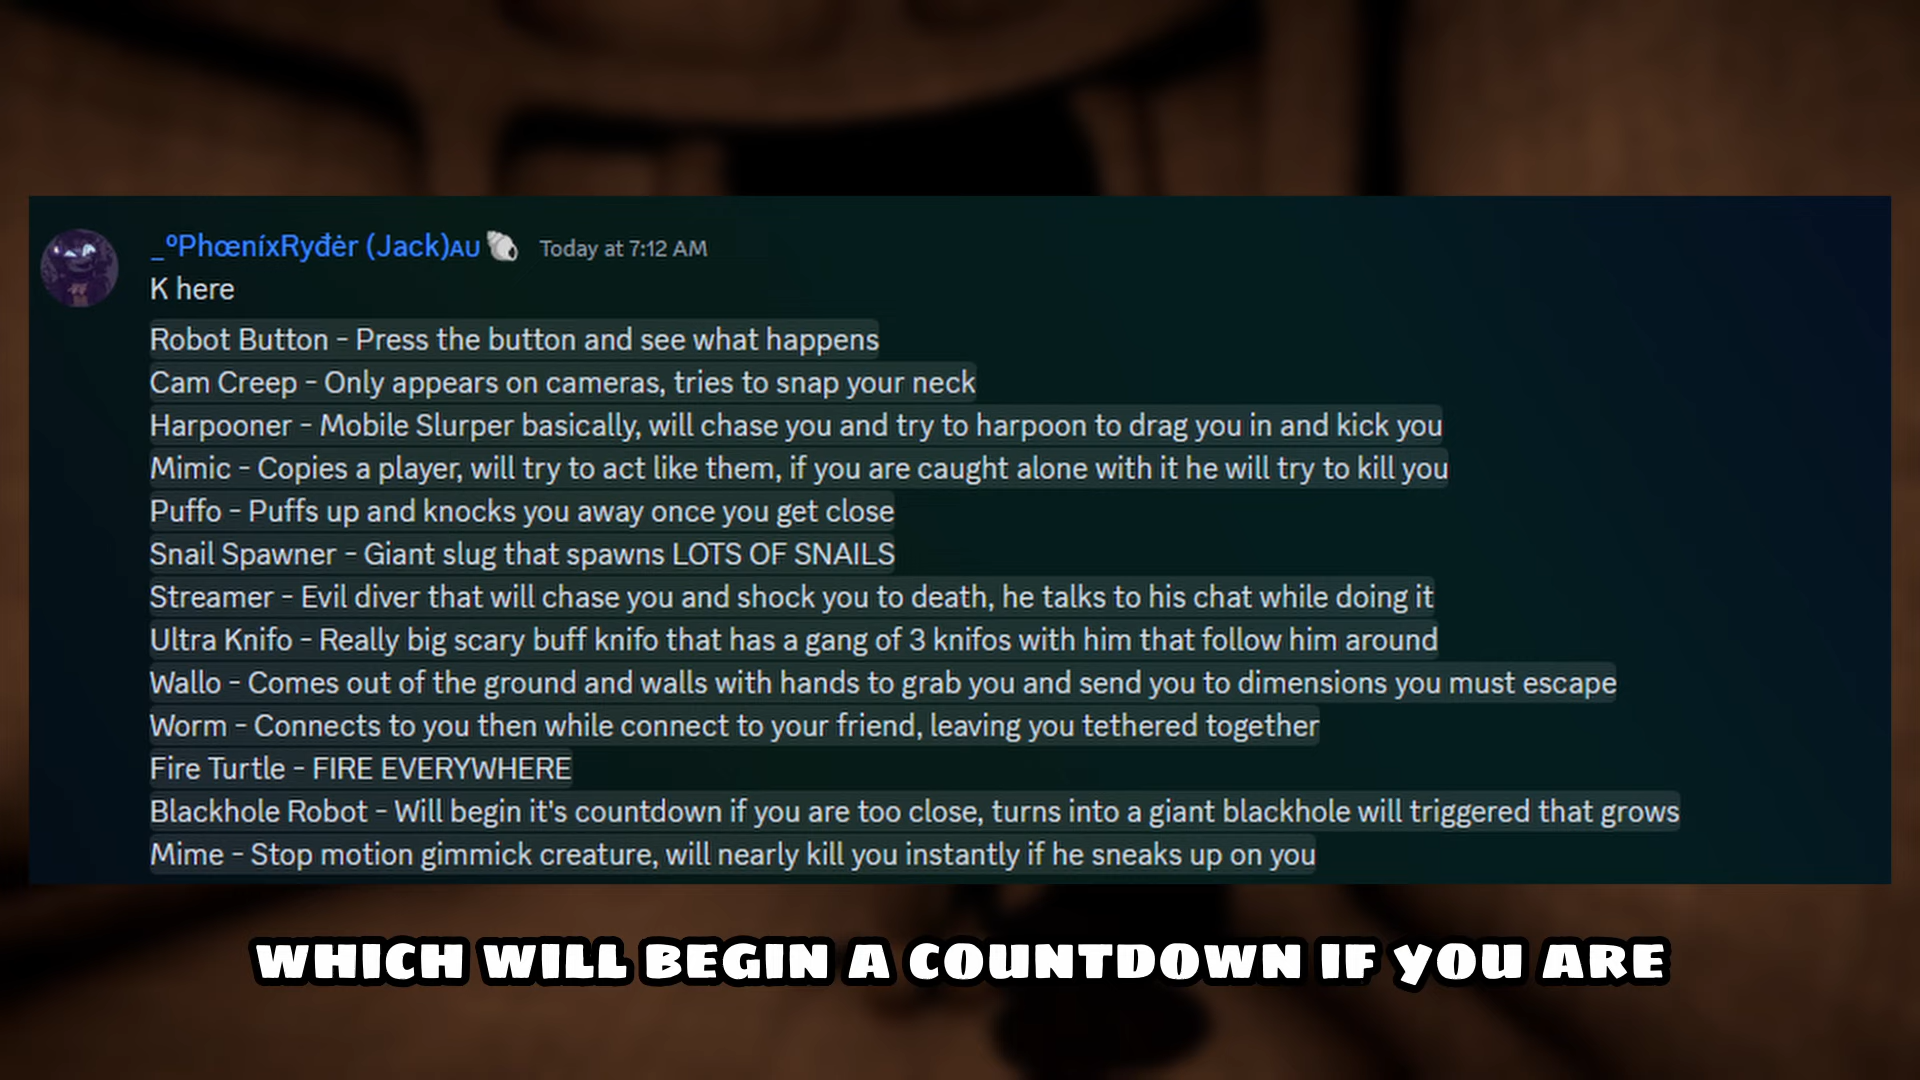 _ºPhœníxRyđėr (Jack)AU Today at 7:12 AM
K here
Robot Button - Press the button and see what happens
Cam Creep - Only appears on cameras, tries to snap your neck
Harpooner - Mobile Slurper basically, will chase you and try to harpoon to drag you in and kick you
Mimic - Copies a player, will try to act like them, if you are caught alone with it he will try to kill you
Puffo - Puffs up and knocks you away once you get close
Snail Spawner - Giant slug that spawns LOTS OF SNAILS
Streamer - Evil diver that will chase you and shock you to death, he talks to his chat while doing it
Ultra Knifo - Really big scary buff knifo that has a gang of 3 knifos with him that follow him around
Wallo - Comes out of the ground and walls with hands to grab you and send you to dimensions you must escape
Worm - Connects to you then while connect to your friend, leaving you tethered together
Fire Turtle - FIRE EVERYWHERE
Blackhole Robot - Will begin it's countdown if you are too close, turns into a giant blackhole will triggered that grows
Mime - Stop motion gimmick creature, will nearly kill you instantly if he sneaks up on you
WHICH WILL BEGIN A COUNTDOWN IF YOU ARE